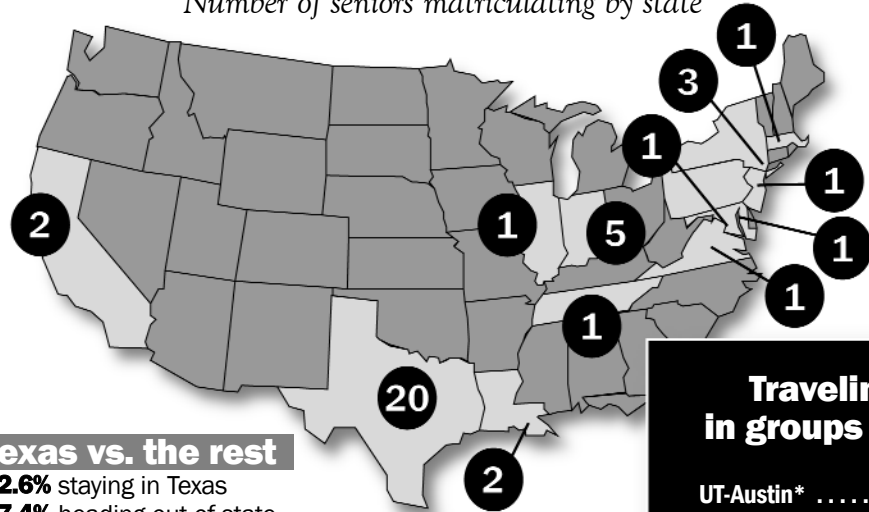 Number of seniors matriculating by state
1
3
1
1
2
1
5
1
1
1
20
2
exas vs. the rest
2.6% staying in Texas
7.4% heading out of state
Travelin
in groups
UT-Austin* .....